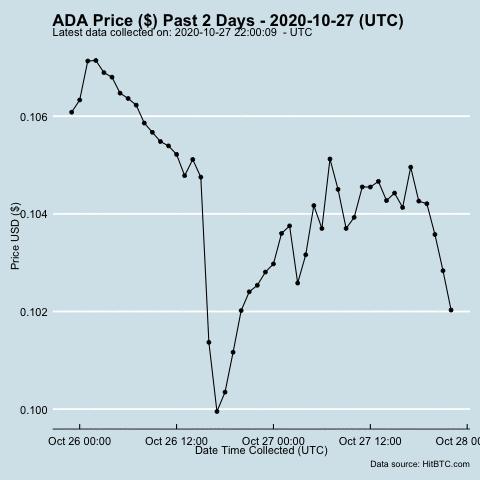 ADA Price ($) Past 2 Days - 2020-10-27 (UTC)
Latest data collected on: 2020-10-27 22:00:09 - UTC
0.106
0.104
0.102
0.100
Price USD ($)
Oct 26 00:00 Oct 26 12:00 Oct 27 00:00 Oct 27 12:00 Oct 28 0
Date Time Collected (UTC)
Data source: HitBTC.com